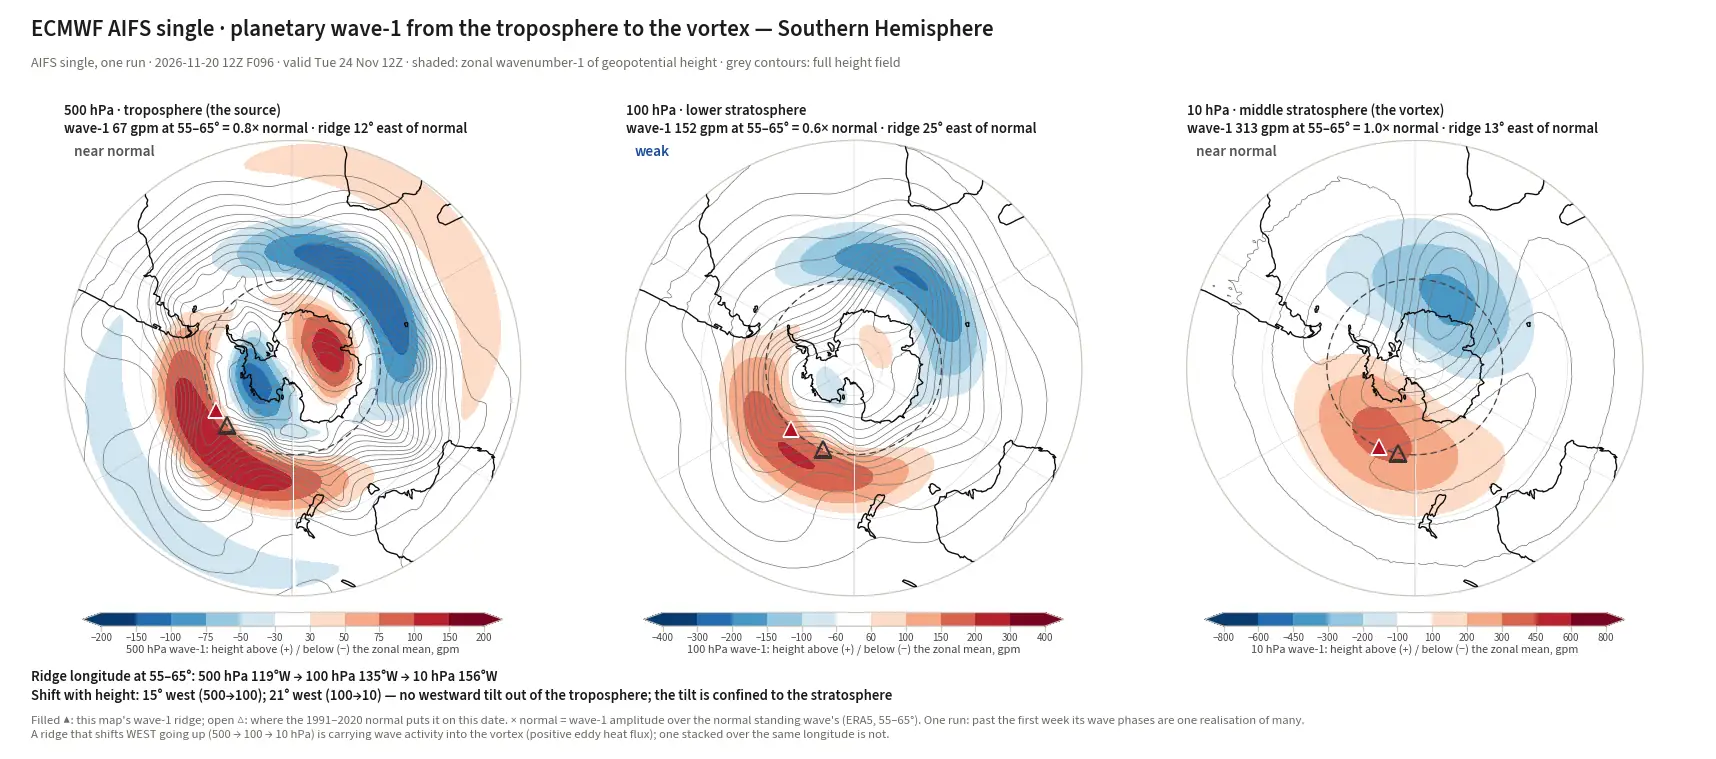 ECMWF AIFS single · planetary wave-1 from the troposphere to the vortex — Southern Hemisphere
AIFS single, one run · 2026-11-20 12Z F096 · valid Tue 24 Nov 12Z · shaded: zonal wavenumber-1 of geopotential height · grey contours: full height field
500 hPa · troposphere (the source)
wave-1 67 gpm at 55–65° = 0.8× normal · ridge 12° east of normal
near normal
100 hPa · lower stratosphere
wave-1 152 gpm at 55–65° = 0.6× normal · ridge 25° east of normal
weak
10 hPa · middle stratosphere (the vortex)
wave-1 313 gpm at 55–65° = 1.0× normal · ridge 13° east of normal
near normal
−200 −150 −100 −75 −50 −30 30 50 75 100 150 200
500 hPa wave-1: height above (+) / below (−) the zonal mean, gpm
−400 −300 −200 −150 −100 −60 60 100 150 200 300 400
100 hPa wave-1: height above (+) / below (−) the zonal mean, gpm
−800 −600 −450 −300 −200 −100 100 200 300 450 600 800
10 hPa wave-1: height above (+) / below (−) the zonal mean, gpm
Ridge longitude at 55–65°: 500 hPa 119°W → 100 hPa 135°W → 10 hPa 156°W
Shift with height: 15° west (500→100); 21° west (100→10) — no westward tilt out of the troposphere; the tilt is confined to the stratosphere
Filled ▲: this map's wave-1 ridge; open △: where the 1991–2020 normal puts it on this date. × normal = wave-1 amplitude over the normal standing wave's (ERA5, 55–65°). One run: past the first week its wave phases are one realisation of many.
A ridge that shifts WEST going up (500 → 100 → 10 hPa) is carrying wave activity into the vortex (positive eddy heat flux); one stacked over the same longitude is not.